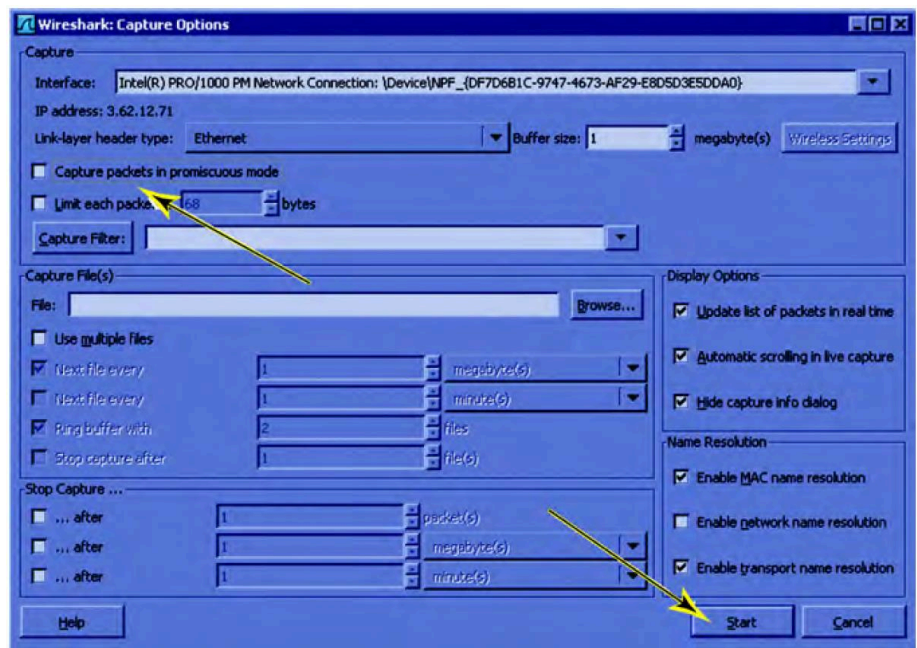 Wireshark: Capture Options
Capture
Interface: Intel(R) PRO/1000 PM Network Connection: \Device\NPF_{DF7D6B1C-9747-4673-AF29-E8D5D3E5DDA0}
IP address: 3.62.12.71
Link-layer header type: Ethernet Buffer size: 1 megabyte(s) Wireless Settings
Capture packets in promiscuous mode
Limit each packe 68 bytes
Capture Filter:
Capture File(s)
File: Browse...
Use multiple files
Next file every 1 megabyte(s)
Next file every 1 minute(s)
Ring buffer with 2 files
Stop capture after 1 file(s)
Stop Capture ...
... after 1 packet(s)
... after 1 megabyte(s)
... after 1 minute(s)
Display Options
Update list of packets in real time
Automatic scrolling in live capture
Hide capture info dialog
Name Resolution
Enable MAC name resolution
Enable network name resolution
Enable transport name resolution
Help Start Cancel